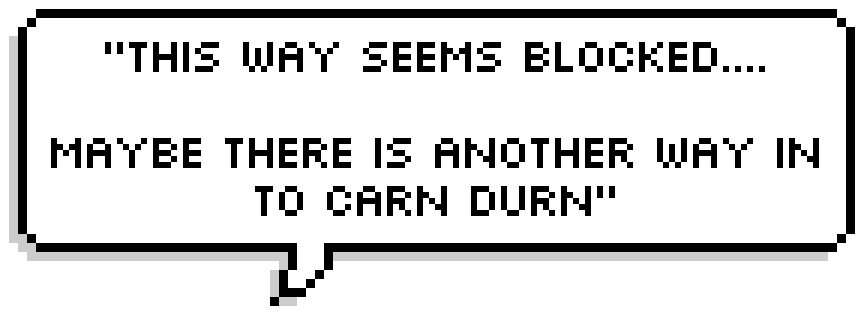 "THIS WAY SEEMS BLOCKED....
MAYBE THERE IS ANOTHER WAY IN
TO CARN DURN"